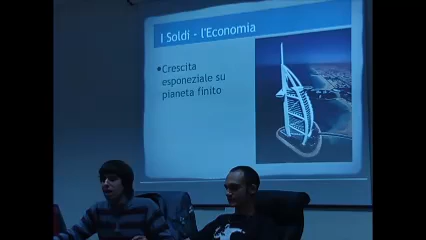 I Soldi - l'Economia
•Crescita
esponeziale su
pianeta finito